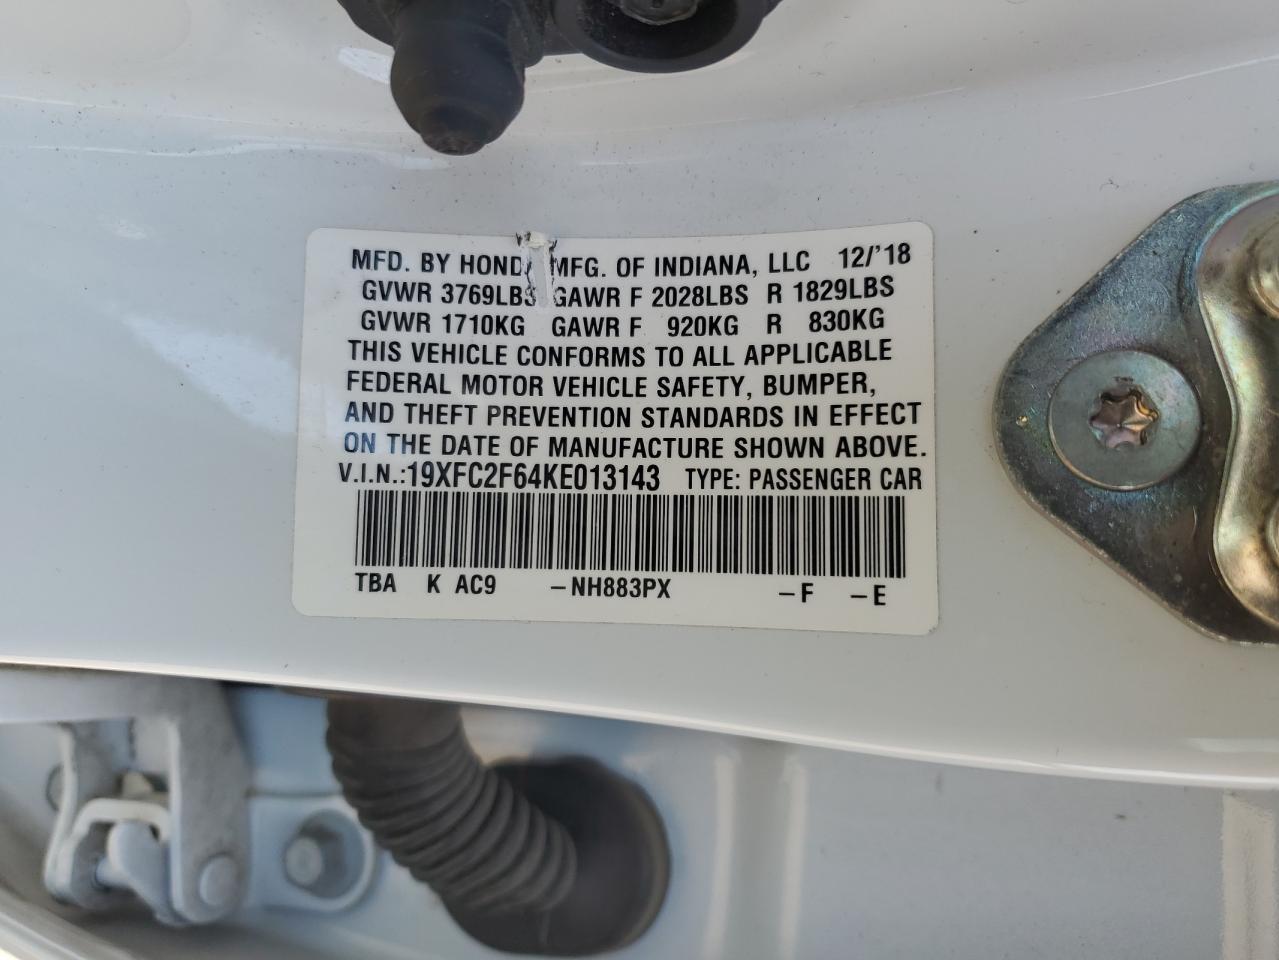 MFD. BY HONDA MFG. OF INDIANA, LLC 12/'18
GVWR 3769LBS GAWR F 2028LBS R 1829LBS
GVWR 1710KG GAWR F 920KG R 830KG
THIS VEHICLE CONFORMS TO ALL APPLICABLE
FEDERAL MOTOR VEHICLE SAFETY, BUMPER,
AND THEFT PREVENTION STANDARDS IN EFFECT
ON THE DATE OF MANUFACTURE SHOWN ABOVE.
V.I.N.:19XFC2F64KE013143 TYPE: PASSENGER CAR
TBA K AC9 –NH883PX –F –E